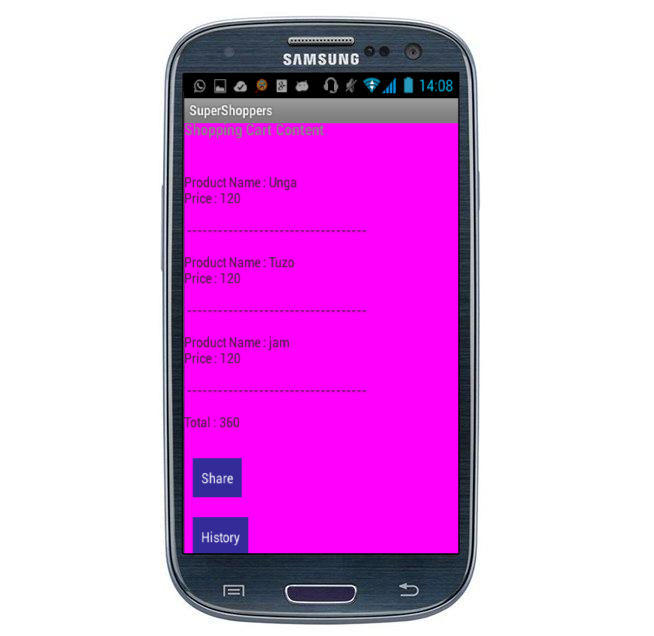 SAMSUNG
14:08
SuperShoppers
Shopping Cart Content
Product Name : Unga
Price : 120
-----------------------------------
Product Name : Tuzo
Price : 120
-----------------------------------
Product Name : jam
Price : 120
-----------------------------------
Total : 360
Share
History